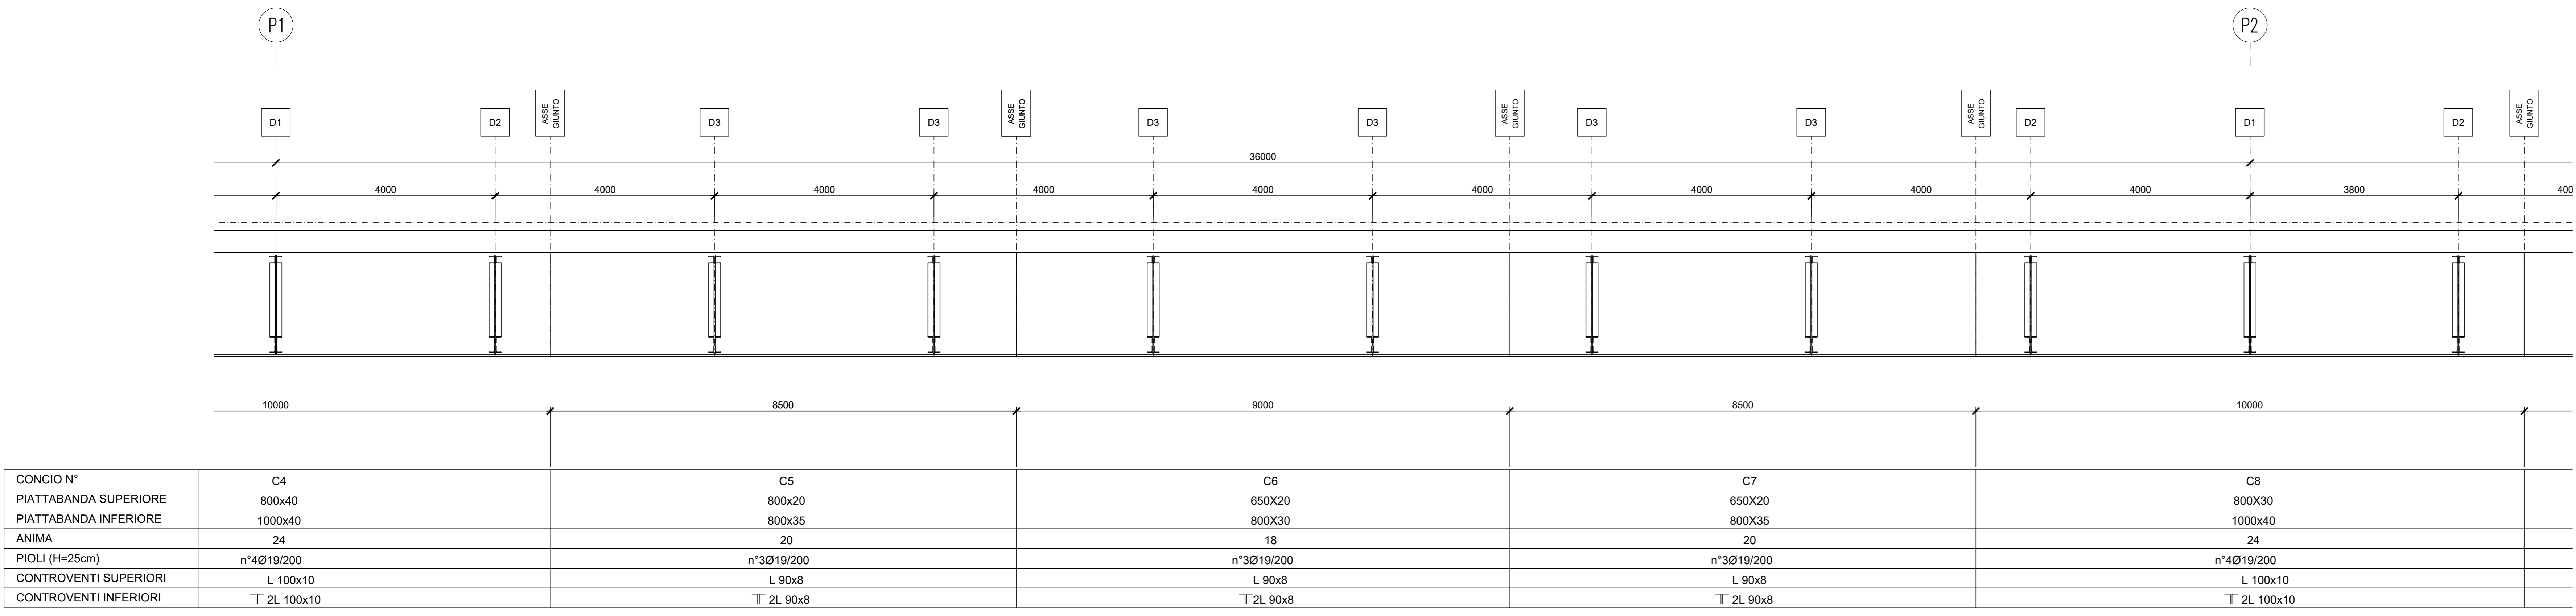 P1 P2
D1 D2 ASSE GIUNTO D3 D3 ASSE GIUNTO D3 D3 ASSE GIUNTO D3 D3 ASSE GIUNTO D2 D1 D2 ASSE GIUNTO
36000
4000 4000 4000 4000 4000 4000 4000 4000 4000 3800
10000 8500 9000 8500 10000
CONCIO N° C4 C5 C6 C7 C8
PIATTABANDA SUPERIORE 800x40 800x20 650X20 650X20 800X30
PIATTABANDA INFERIORE 1000x40 800x35 800X30 800X35 1000x40
ANIMA 24 20 18 20 24
PIOLI (H=25cm) n°4Ø19/200 n°3Ø19/200 n°3Ø19/200 n°3Ø19/200 n°4Ø19/200
CONTROVENTI SUPERIORI L 100x10 L 90x8 L 90x8 L 90x8 L 100x10
CONTROVENTI INFERIORI 2L 100x10 2L 90x8 2L 90x8 2L 90x8 2L 100x10